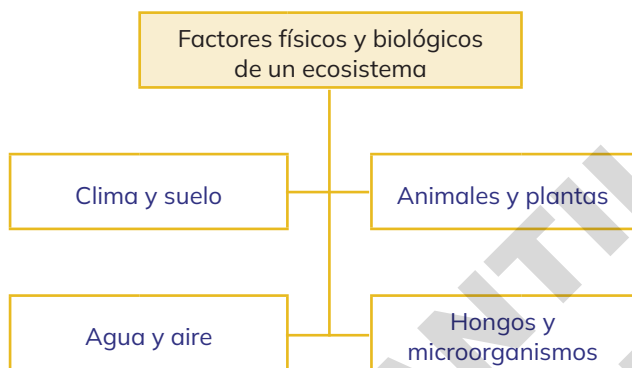 Factores físicos y biológicos
de un ecosistema
Clima y suelo
Animales y plantas
Agua y aire
Hongos y
microorganismos